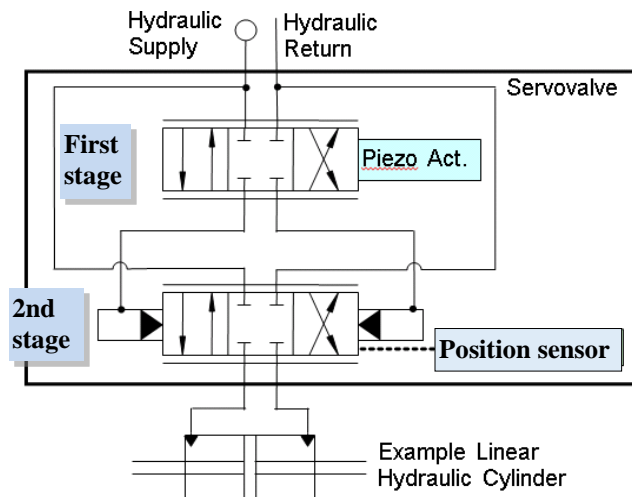 Hydraulic
Supply
Hydraulic
Return
Servovalve
First
stage
Piezo Act.
2nd
stage
Position sensor
Example Linear
Hydraulic Cylinder